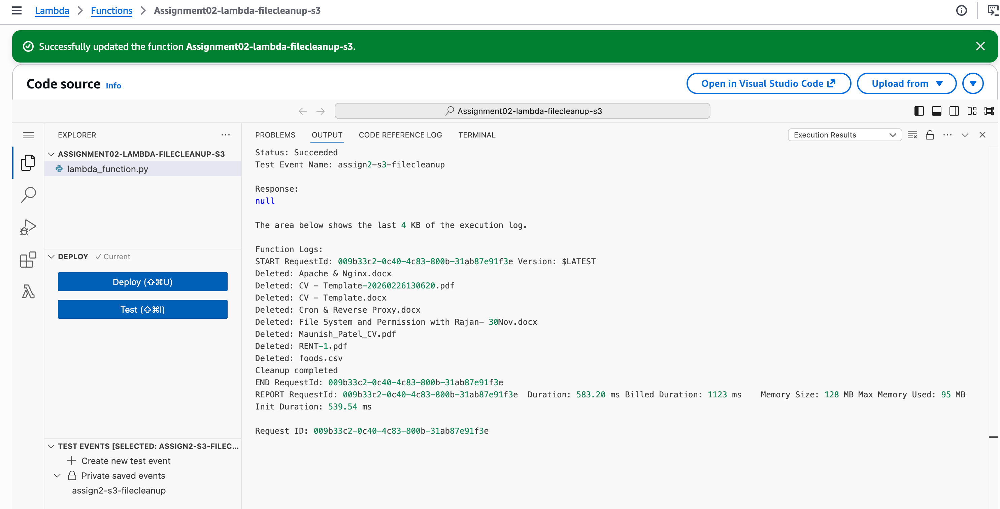 Lambda > Functions > Assignment02-lambda-filecleanup-s3
Successfully updated the function Assignment02-lambda-filecleanup-s3.
Code source Info
Open in Visual Studio Code
Upload from
Assignment02-lambda-filecleanup-s3
EXPLORER
ASSIGNMENT02-LAMBDA-FILECLEANUP-S3
lambda_function.py
DEPLOY ✓ Current
Deploy (⇧⌘U)
Test (⇧⌘I)
TEST EVENTS [SELECTED: ASSIGN2-S3-FILEC...
Create new test event
Private saved events
assign2-s3-filecleanup
PROBLEMS OUTPUT CODE REFERENCE LOG TERMINAL
Execution Results
Status: Succeeded
Test Event Name: assign2-s3-filecleanup
Response:
null
The area below shows the last 4 KB of the execution log.
Function Logs:
START RequestId: 009b33c2-0c40-4c83-800b-31ab87e91f3e Version: $LATEST
Deleted: Apache & Nginx.docx
Deleted: CV - Template-20260226130620.pdf
Deleted: CV - Template.docx
Deleted: Cron & Reverse Proxy.docx
Deleted: File System and Permission with Rajan- 30Nov.docx
Deleted: Maunish_Patel_CV.pdf
Deleted: RENT-1.pdf
Deleted: foods.csv
Cleanup completed
END RequestId: 009b33c2-0c40-4c83-800b-31ab87e91f3e
REPORT RequestId: 009b33c2-0c40-4c83-800b-31ab87e91f3e Duration: 583.20 ms Billed Duration: 1123 ms Memory Size: 128 MB Max Memory Used: 95 MB
Init Duration: 539.54 ms
Request ID: 009b33c2-0c40-4c83-800b-31ab87e91f3e